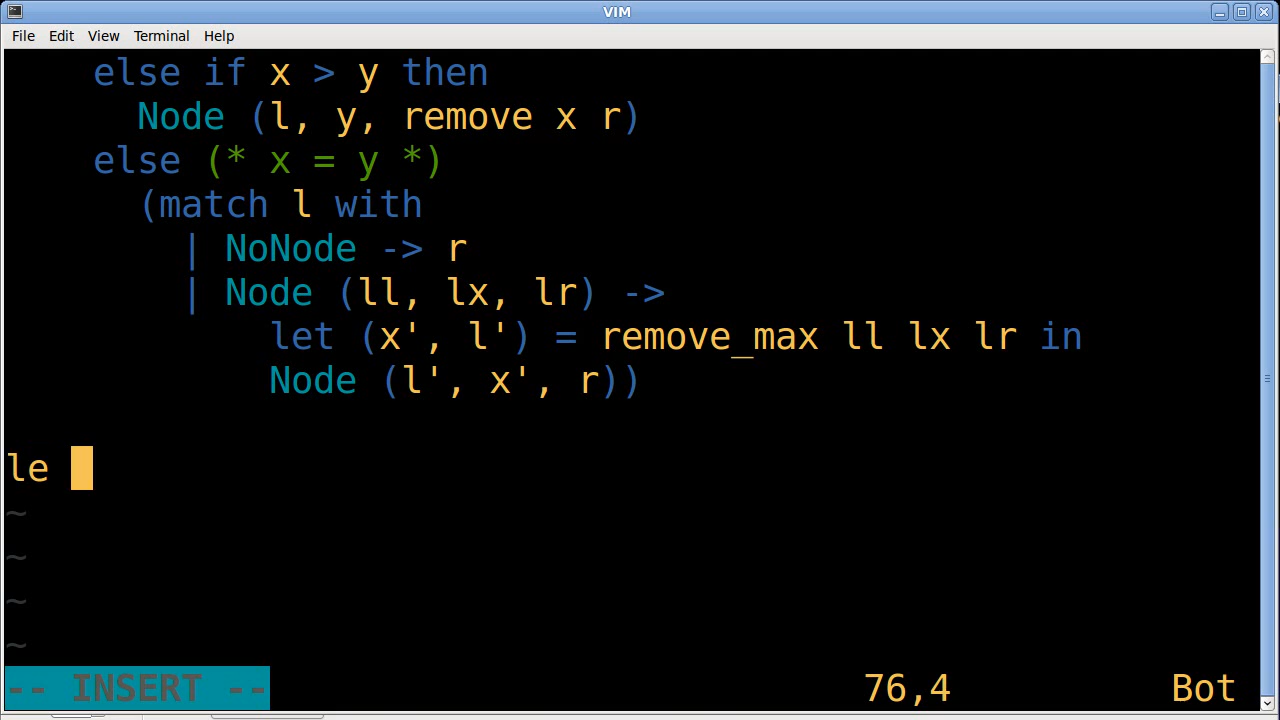 VIM
File Edit View Terminal Help
else if x > y then
Node (l, y, remove x r)
else (* x = y *)
(match l with
| NoNode -> r
| Node (ll, lx, lr) ->
let (x', l') = remove_max ll lx lr in
Node (l', x', r))
le
~
~
~
~
-- INSERT -- 76,4 Bot